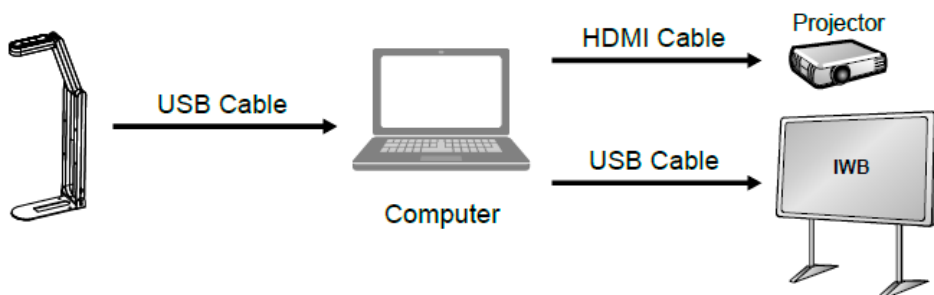 Projector
HDMI Cable
USB Cable
USB Cable
IWB
Computer